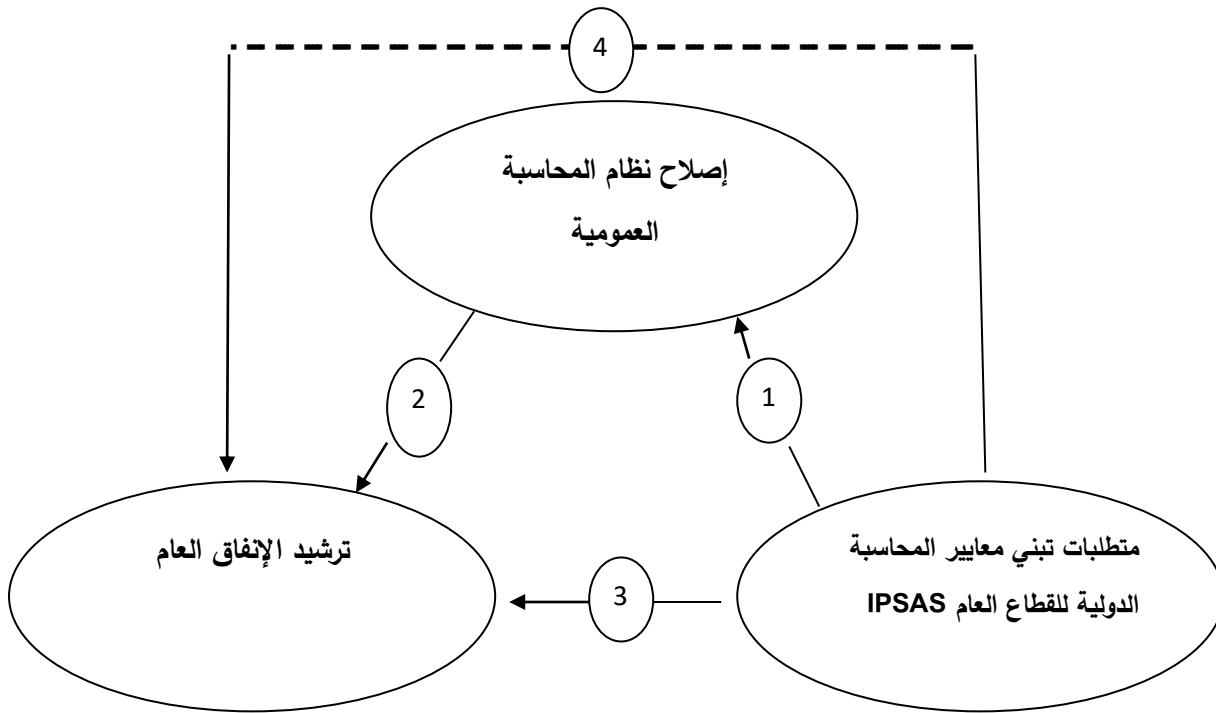 4
إصلاح نظام المحاسبة
العمومية
2
1
ترشيد الإنفاق العام
متطلبات تبني معايير المحاسبة
الدولية للقطاع العام IPSAS
3